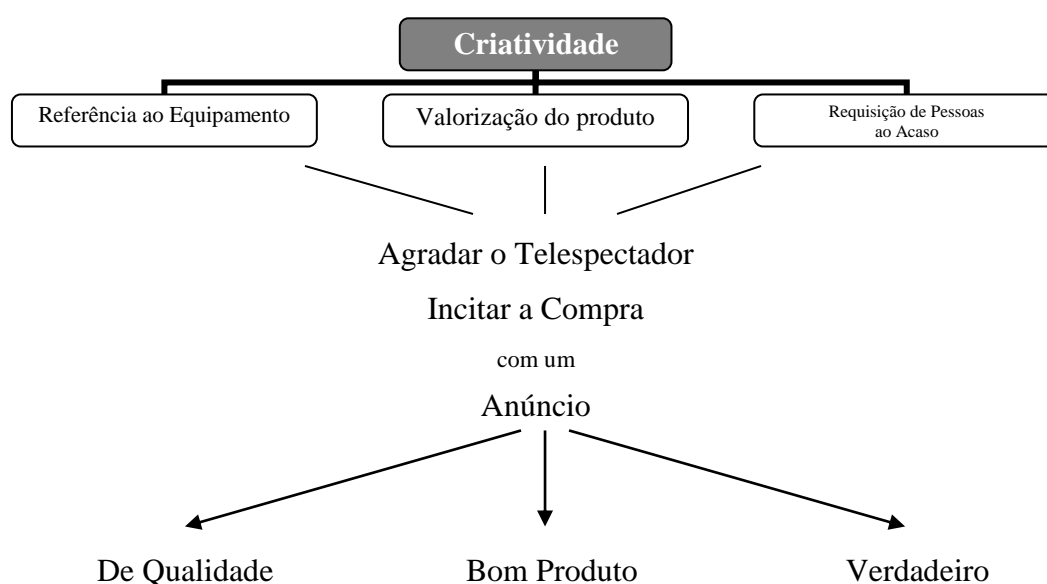 Criatividade
Referência ao Equipamento
Valorização do produto
Requisição de Pessoas
ao Acaso
Agradar o Telespectador
Incitar a Compra
com um
Anúncio
De Qualidade
Bom Produto
Verdadeiro